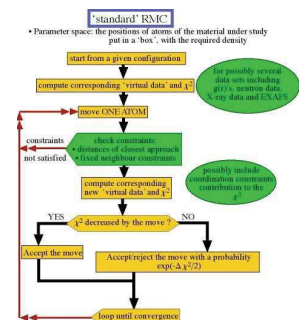 'standard' RMC
• Parameter space: the positions of atoms of the material under study
put in a 'box', with the required density
start from a given configuration
compute corresponding 'virtual data' and χ²
move ONE ATOM
for possibly several
data sets including
g(r)'s, neutron data,
X-ray data and EXAFS
constraints
not satisfied
check constraints:
• distances of closest approach
• fixed neighbour constraints
compute corresponding
new 'virtual data' and χ²
possibly include
coordination constraints
contribution to the
χ²
YES
χ² decreased by the move ?
NO
Accept the move
Accept/reject the move with a probability
exp(-Δ χ²/2)
loop until convergence